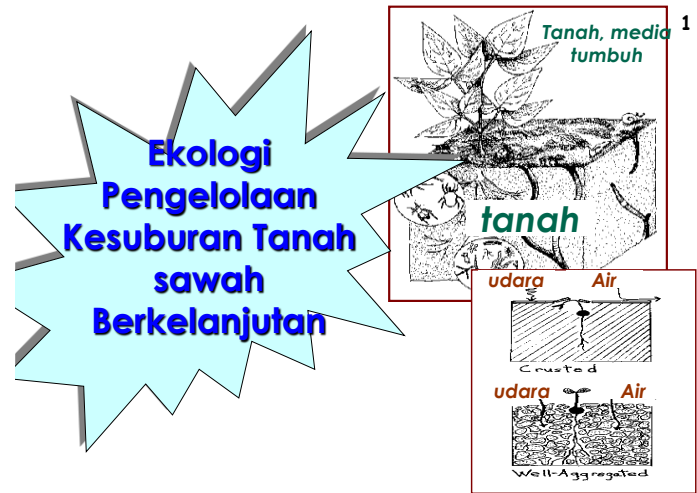 1
Ekologi
Pengelolaan
Kesuburan Tanah
sawah
Berkelanjutan
Tanah, media
tumbuh
tanah
udara Air
Crusted
udara Air
Well-Aggregated